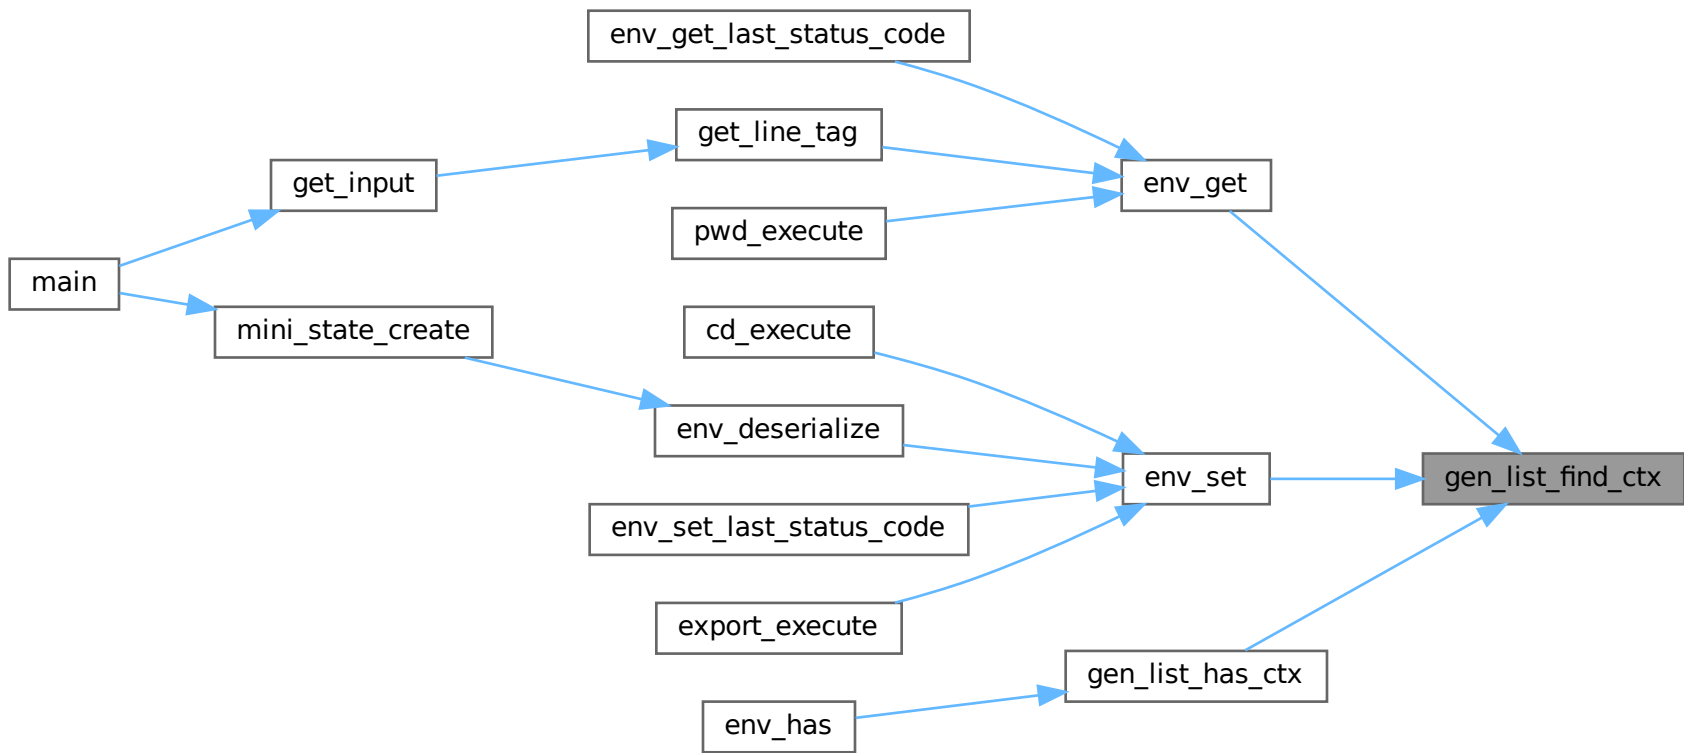 env_get_last_status_code
get_line_tag
get_input
env_get
pwd_execute
main
mini_state_create
cd_execute
env_deserialize
env_set
gen_list_find_ctx
env_set_last_status_code
export_execute
gen_list_has_ctx
env_has